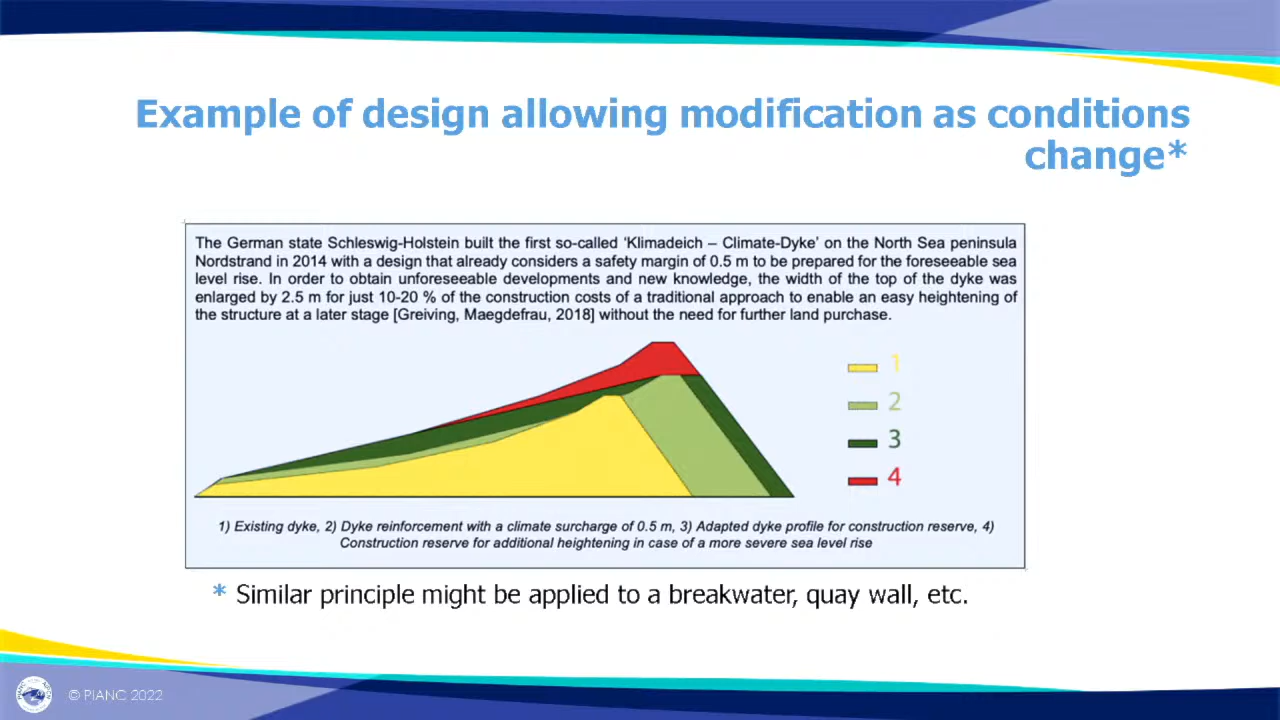 Example of design allowing modification as conditions
change*
The German state Schleswig-Holstein built the first so-called ‘Klimadeich – Climate-Dyke’ on the North Sea peninsula
Nordstrand in 2014 with a design that already considers a safety margin of 0.5 m to be prepared for the foreseeable sea
level rise. In order to obtain unforeseeable developments and new knowledge, the width of the top of the dyke was
enlarged by 2.5 m for just 10-20 % of the construction costs of a traditional approach to enable an easy heightening of
the structure at a later stage [Greiving, Maegdefrau, 2018] without the need for further land purchase.
1
2
3
4
1) Existing dyke, 2) Dyke reinforcement with a climate surcharge of 0.5 m, 3) Adapted dyke profile for construction reserve, 4)
Construction reserve for additional heightening in case of a more severe sea level rise
* Similar principle might be applied to a breakwater, quay wall, etc.
© PIANC 2022